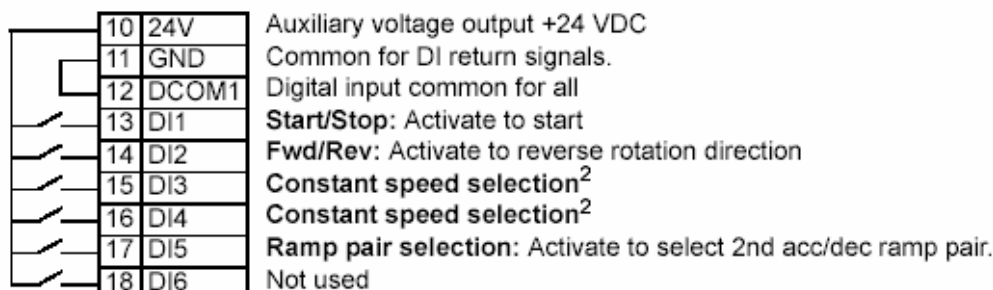 10 24V Auxiliary voltage output +24 VDC
11 GND Common for DI return signals.
12 DCOM1 Digital input common for all
13 DI1 Start/Stop: Activate to start
14 DI2 Fwd/Rev: Activate to reverse rotation direction
15 DI3 Constant speed selection2
16 DI4 Constant speed selection2
17 DI5 Ramp pair selection: Activate to select 2nd acc/dec ramp pair.
18 DI6 Not used